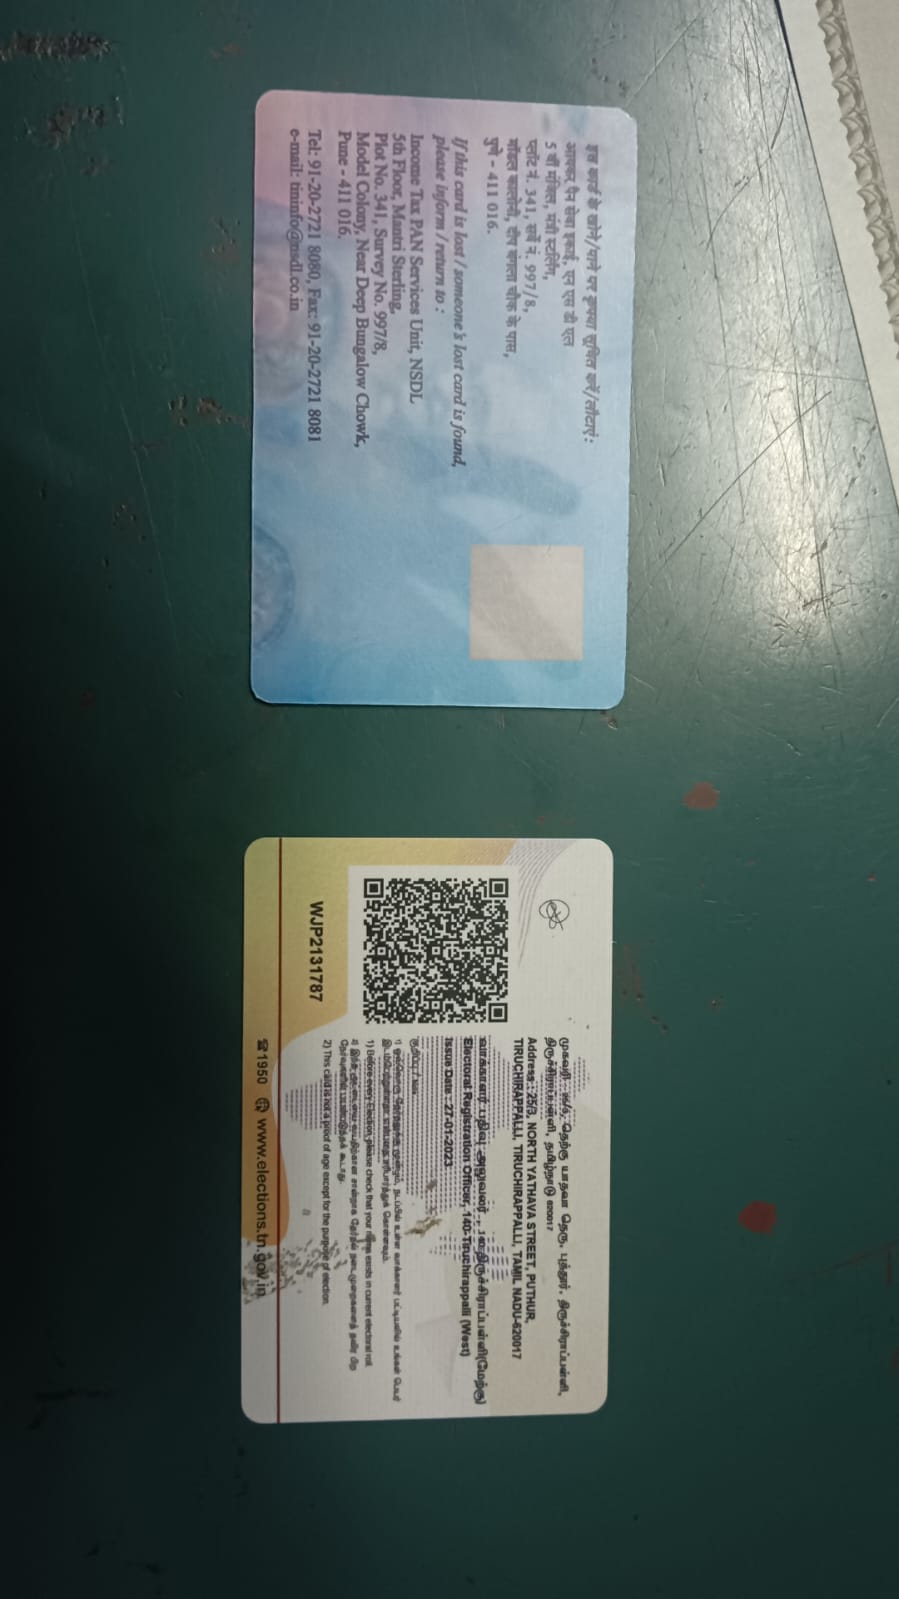 इस कार्ड के खोने/पाने पर कृपया सूचित करें/लौटाएं:
आयकर पैन सेवा इकाई, एन एस डी एल
5 वी मंजिल, मंत्री स्टर्लिंग,
प्लॉट नं. 341, सर्वे नं. 997/8,
मॉडल कालोनी, दीप बंगला चौक के पास,
पुणे - 411 016.
If this card is lost / someone's lost card is found,
please inform / return to :
Income Tax PAN Services Unit, NSDL
5th Floor, Mantri Sterling,
Plot No. 341, Survey No. 997/8,
Model Colony, Near Deep Bungalow Chowk,
Pune - 411 016.
Tel: 91-20-2721 8080, Fax: 91-20-2721 8081
e-mail: tininfo@nsdl.co.in
முகவரி : 25/3, தெரு, புத்தூர், திருச்சிராப்பள்ளி,
திருச்சிராப்பள்ளி, தமிழ்நாடு 620017
Address : 25/3, NORTH YATHAVA STREET, PUTHUR,
TIRUCHIRAPPALLI, TIRUCHIRAPPALLI, TAMIL NADU-620017
வாக்காளர் பதிவு அலுவலர், திருச்சிராப்பள்ளி(மேற்கு)
Electoral Registration Officer, 140-Tiruchirappalli (West)
Issue Date : 27-01-2023
1) Before every Election, please check that your name exists in current electoral roll.
2) This card is not a proof of age except for the purpose of election.
WJP2131787
1950 www.elections.tn.gov.in